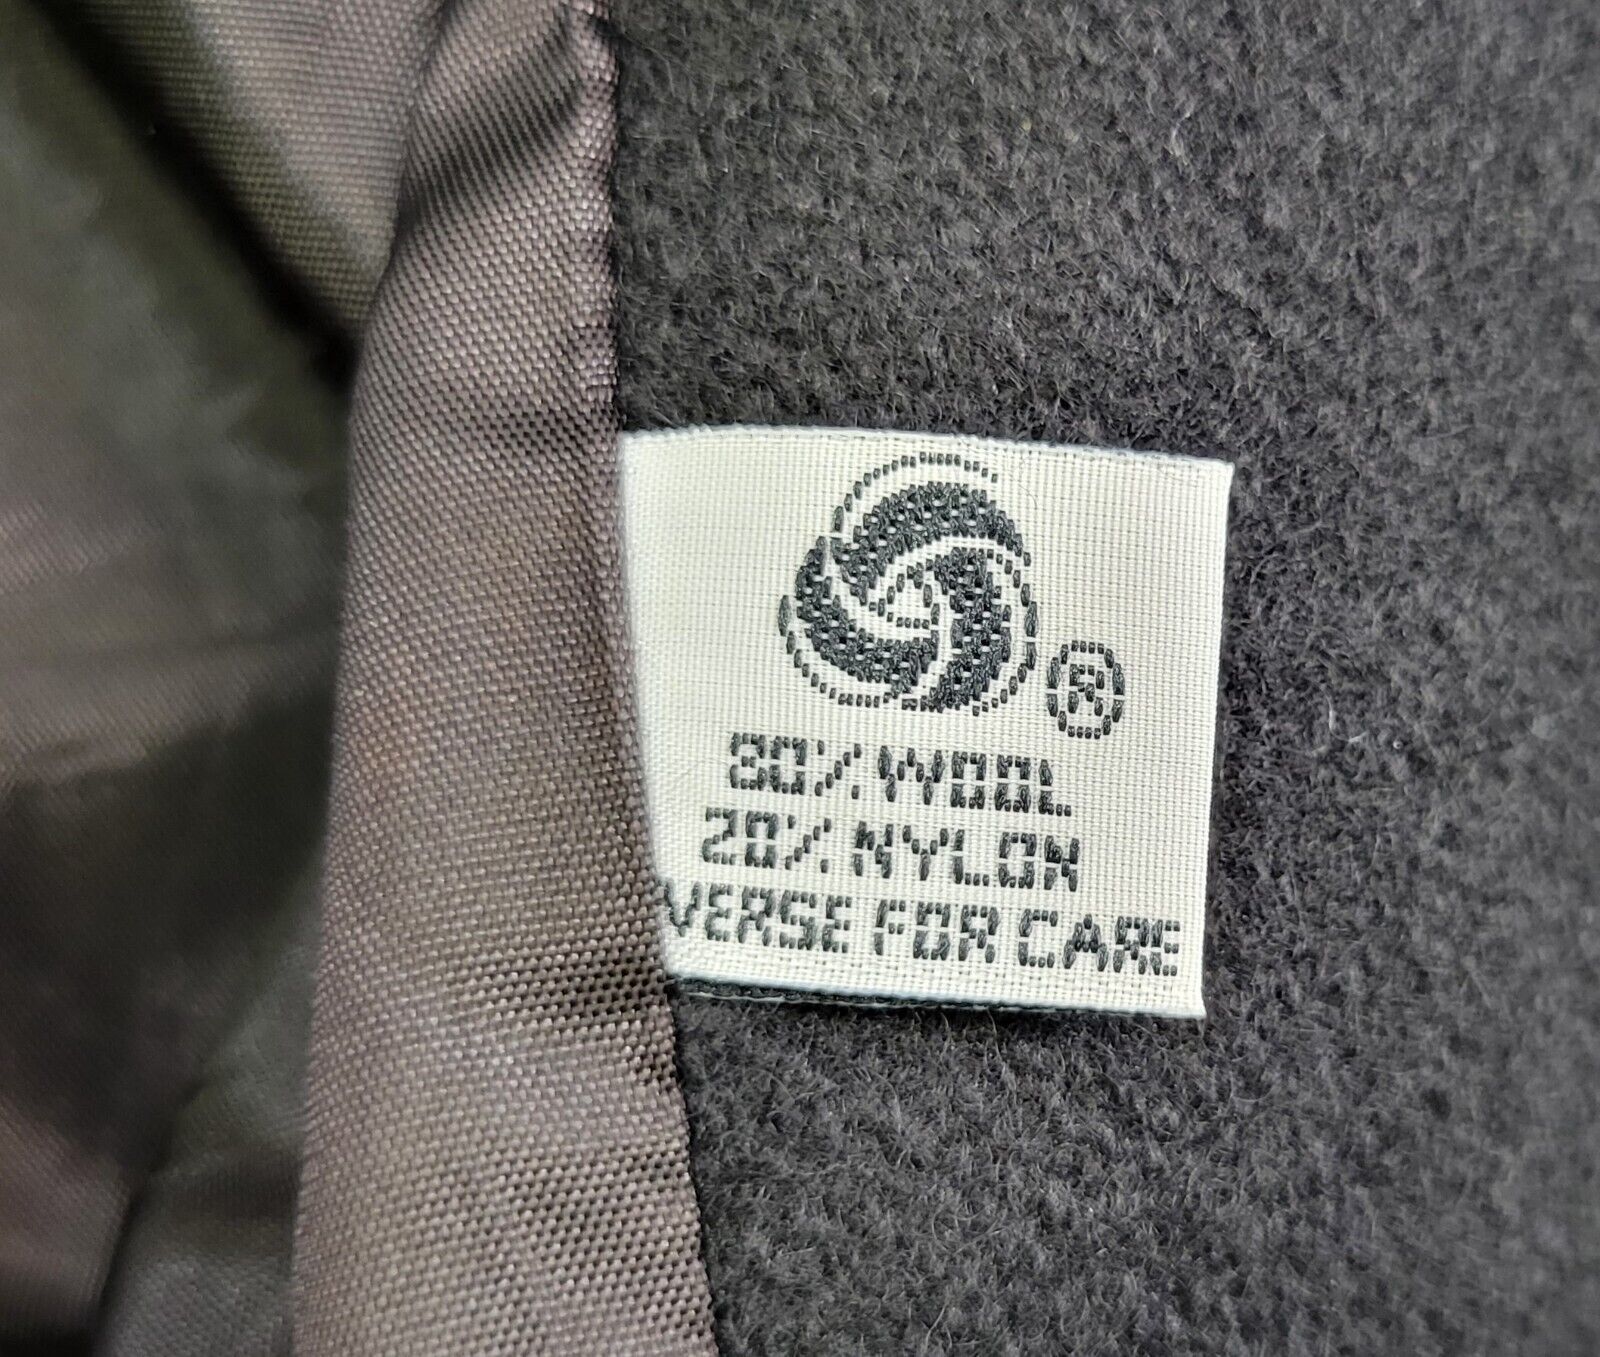 ®
80% WOOL
20% NYLON
VERSE FOR CARE